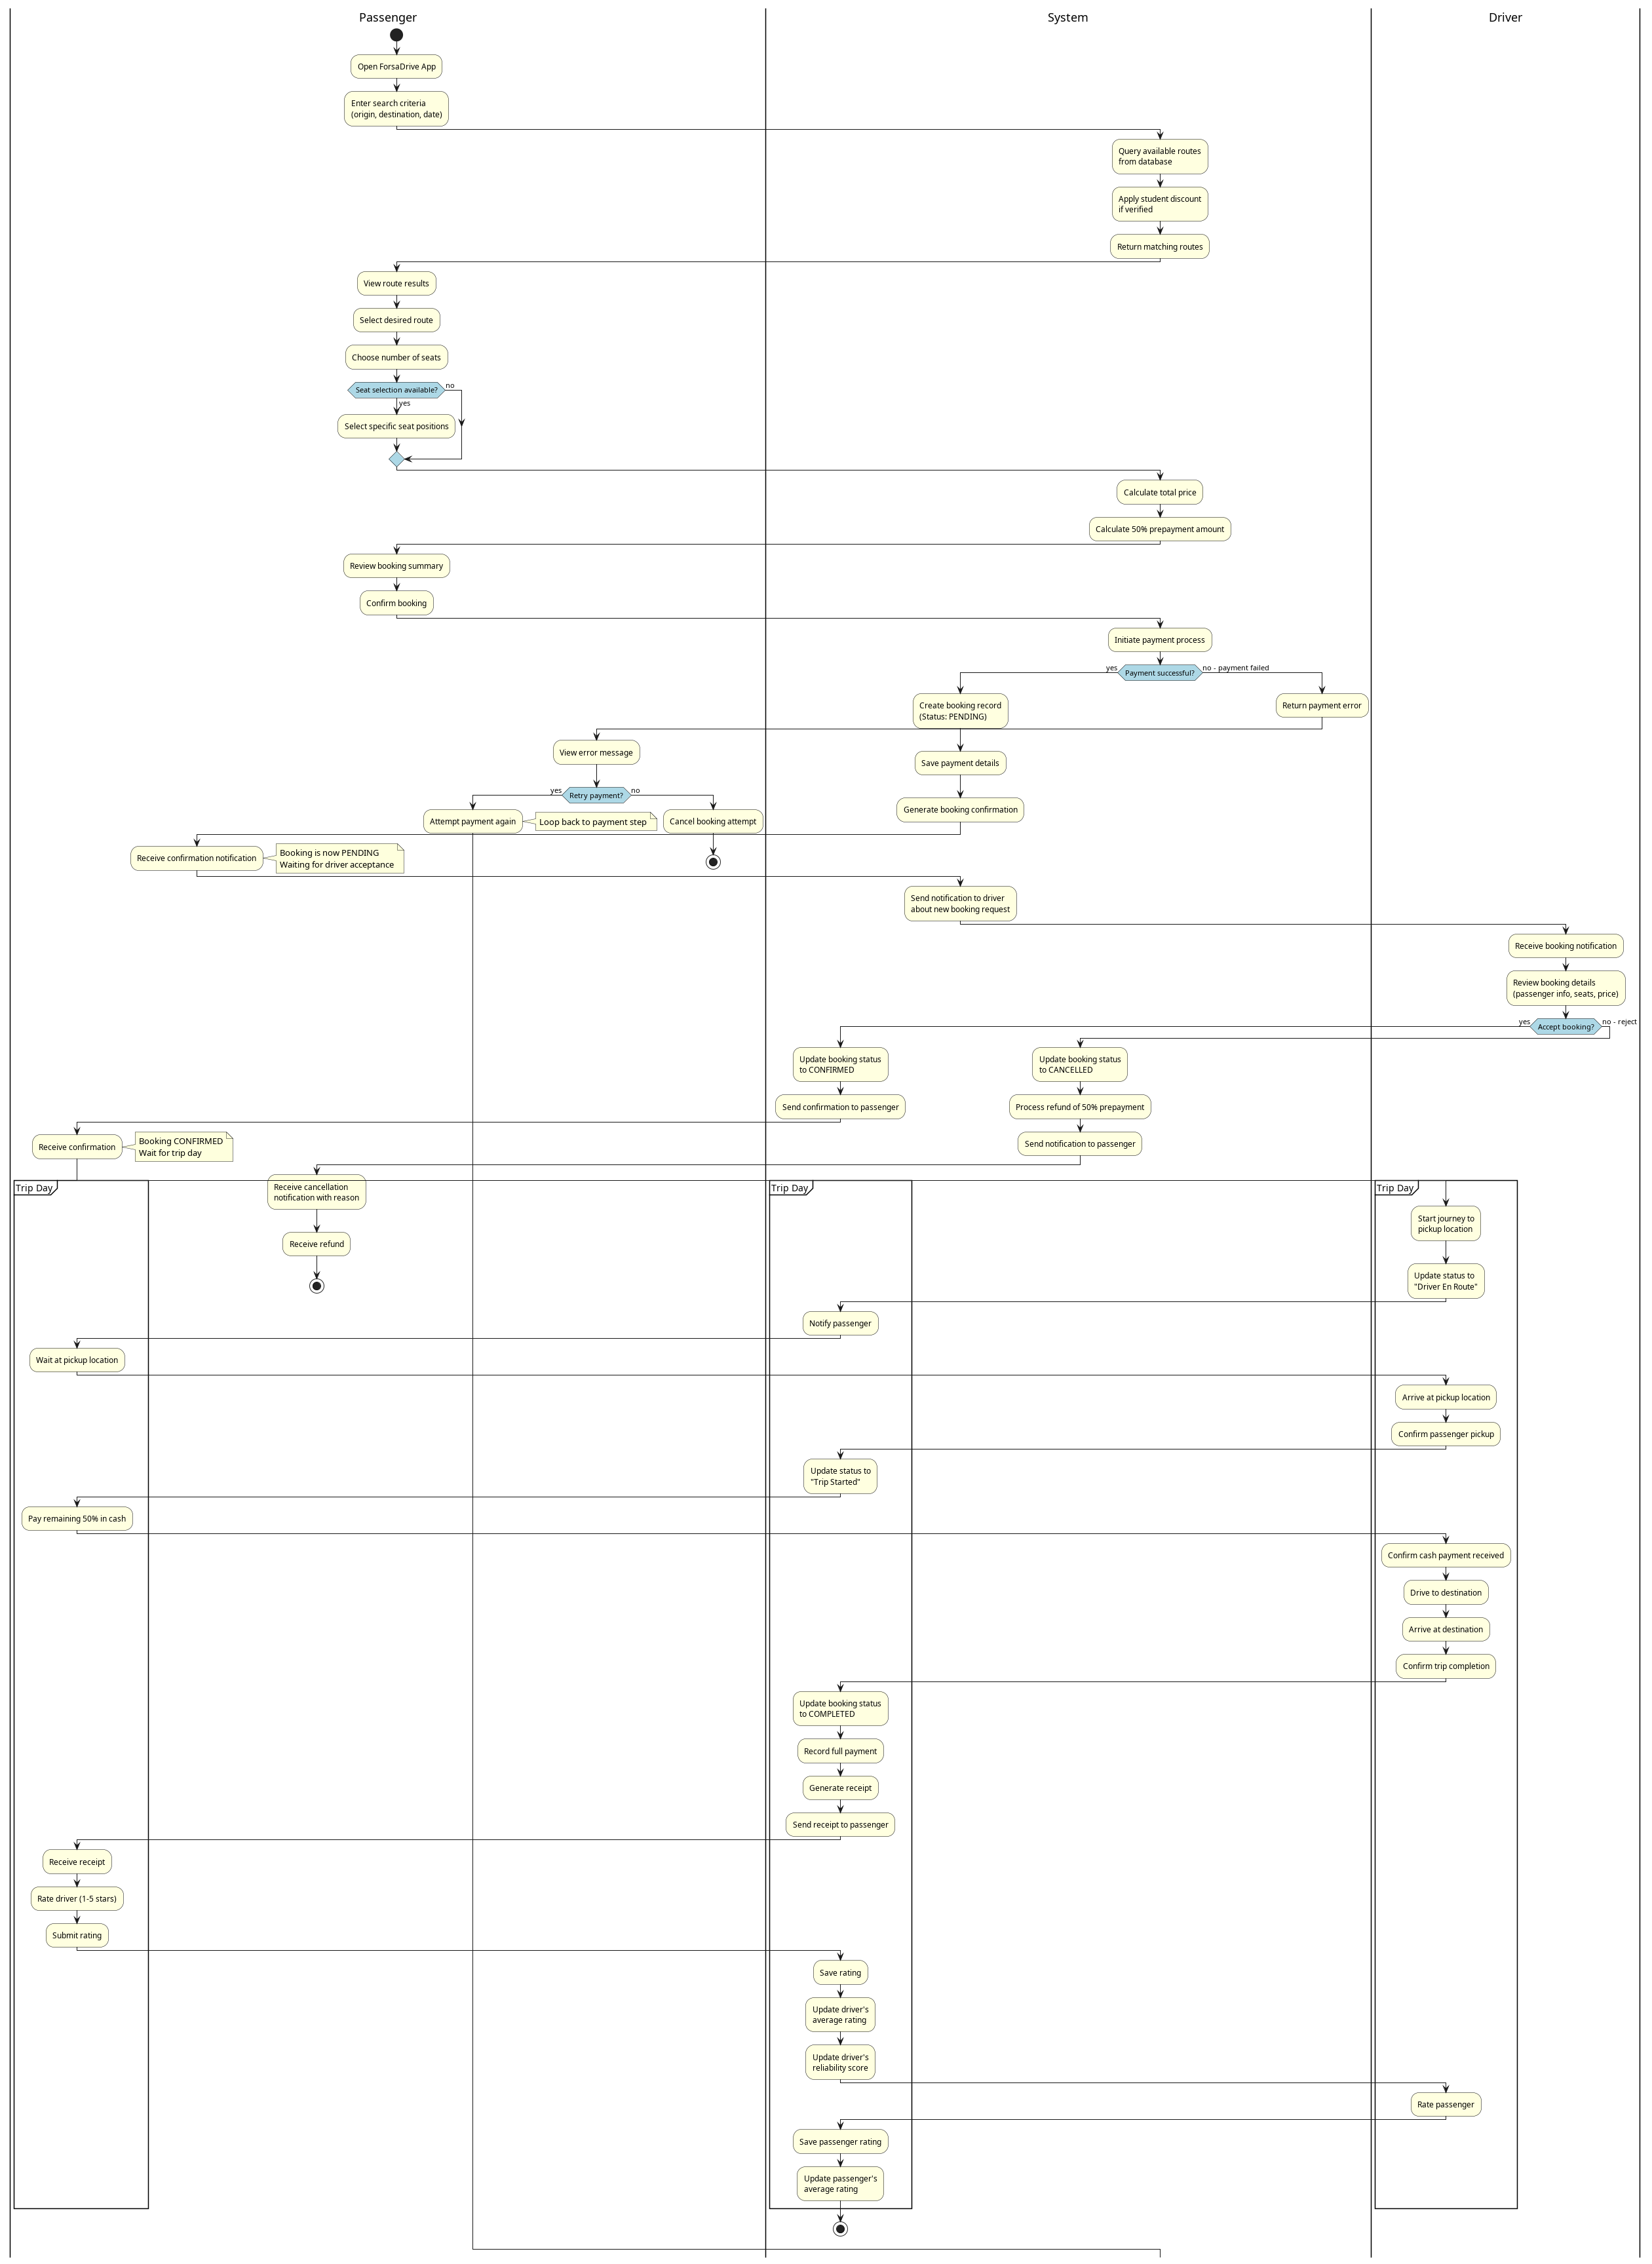 Passenger
System
Driver
Open ForsaDrive App
Enter search criteria
(origin, destination, date)
Query available routes
from database
Apply student discount
if verified
Return matching routes
View route results
Select desired route
Choose number of seats
Seat selection available?
no
yes
Select specific seat positions
Calculate total price
Calculate 50% prepayment amount
Review booking summary
Confirm booking
Initiate payment process
yes
Payment successful?
no - payment failed
Create booking record
(Status: PENDING)
Return payment error
View error message
Save payment details
yes
Retry payment?
no
Attempt payment again
Loop back to payment step
Cancel booking attempt
Generate booking confirmation
Receive confirmation notification
Booking is now PENDING
Waiting for driver acceptance
Send notification to driver
about new booking request
Receive booking notification
Review booking details
(passenger info, seats, price)
yes
Accept booking?
no - reject
Update booking status
to CONFIRMED
Update booking status
to CANCELLED
Send confirmation to passenger
Process refund of 50% prepayment
Receive confirmation
Booking CONFIRMED
Wait for trip day
Send notification to passenger
Trip Day
Receive cancellation
notification with reason
Trip Day
Trip Day
Start journey to
pickup location
Receive refund
Update status to
"Driver En Route"
Notify passenger
Wait at pickup location
Arrive at pickup location
Confirm passenger pickup
Update status to
"Trip Started"
Pay remaining 50% in cash
Confirm cash payment received
Drive to destination
Arrive at destination
Confirm trip completion
Update booking status
to COMPLETED
Record full payment
Generate receipt
Send receipt to passenger
Receive receipt
Rate driver (1-5 stars)
Submit rating
Save rating
Update driver's
average rating
Update driver's
reliability score
Rate passenger
Save passenger rating
Update passenger's
average rating